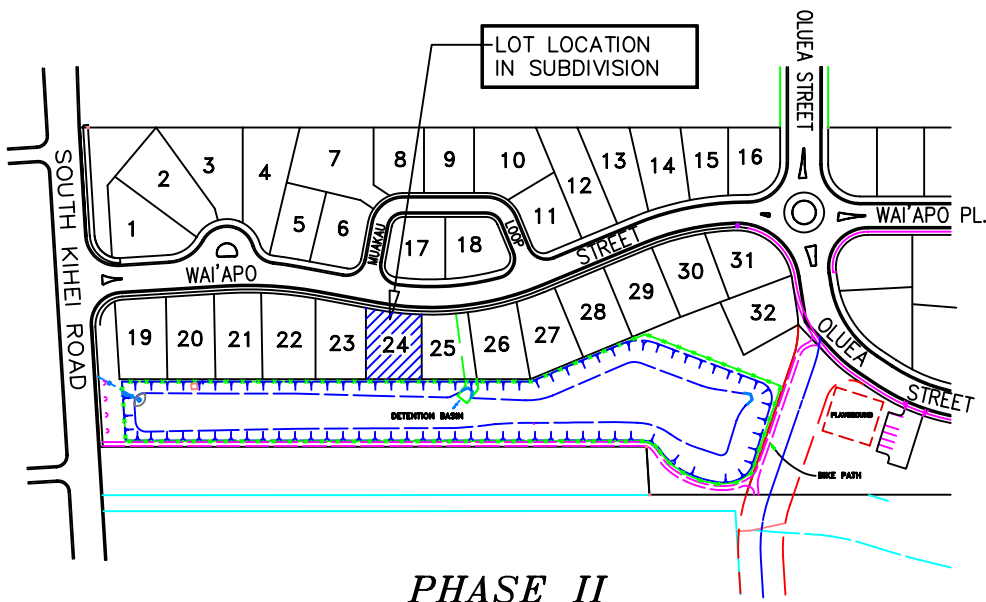 LOT LOCATION
IN SUBDIVISION
OLUEA STREET
SOUTH KIHEI ROAD
1
2
3
4
5
6
7
8
9
10
11
12
13
14
15
16
MUAKAU
17
18
LOOP
WAI'APO
STREET
WAI'APO PL.
19
20
21
22
23
24
25
26
27
28
29
30
31
32
OLUEA
STREET
DETENTION BASIN
PLAYGROUND
BIKE PATH
PHASE II